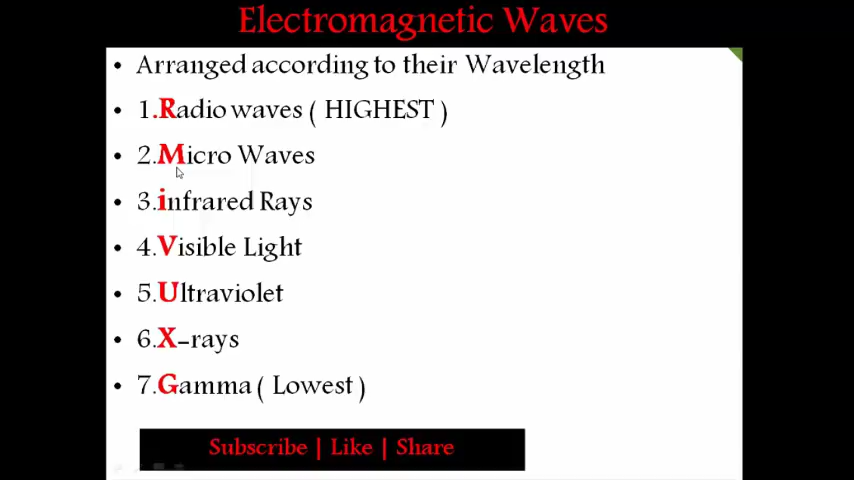 Electromagnetic Waves
• Arranged according to their Wavelength
• 1.Radio waves ( HIGHEST )
• 2.Micro Waves
• 3.infrared Rays
• 4.Visible Light
• 5.Ultraviolet
• 6.X-rays
• 7.Gamma ( Lowest )
Subscribe | Like | Share